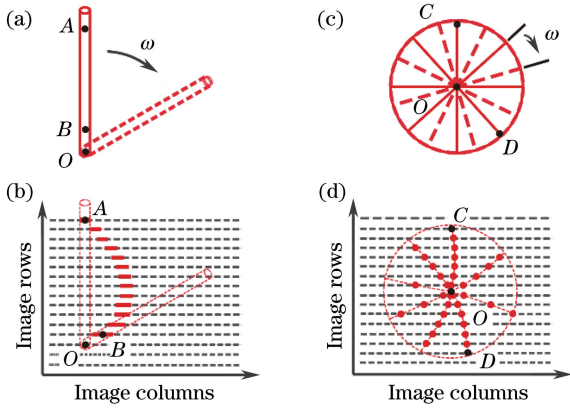 (a)
A
ω
B
O
(c)
C
ω
O
D
(b)
A
B
O
Image rows
Image columns
(d)
C
O
D
Image rows
Image columns